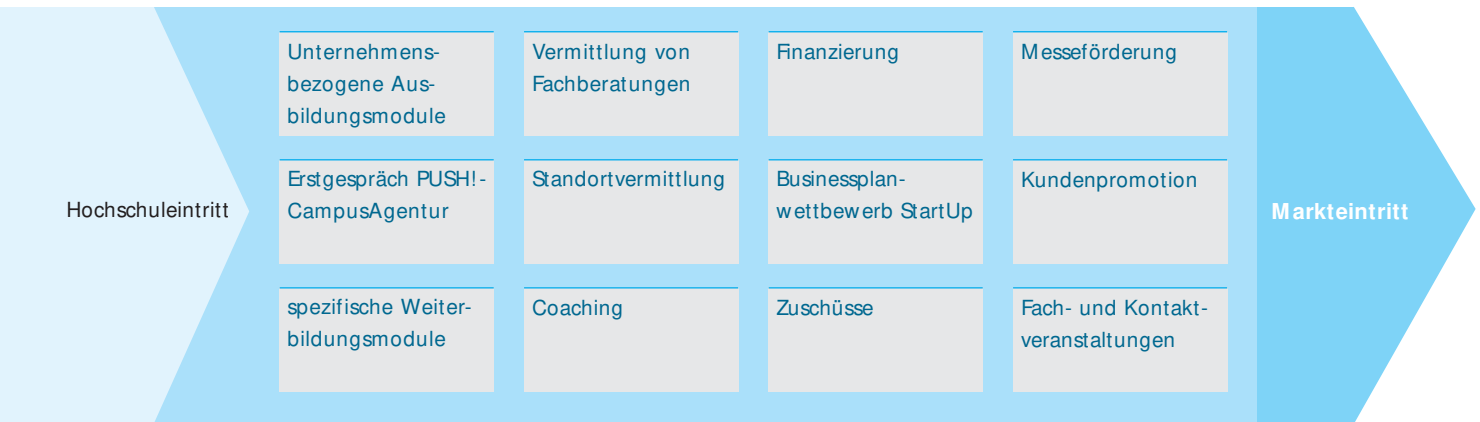 Hochschuleintritt
Unternehmens-
bezogene Aus-
bildungsmodule
Vermittlung von
Fachberatungen
Finanzierung
Messeförderung
Erstgespräch PUSH!-
CampusAgentur
Standortvermittlung
Businessplan-
wettbewerb StartUp
Kundenpromotion
spezifische Weiter-
bildungsmodule
Coaching
Zuschüsse
Fach- und Kontakt-
veranstaltungen
Markteintritt